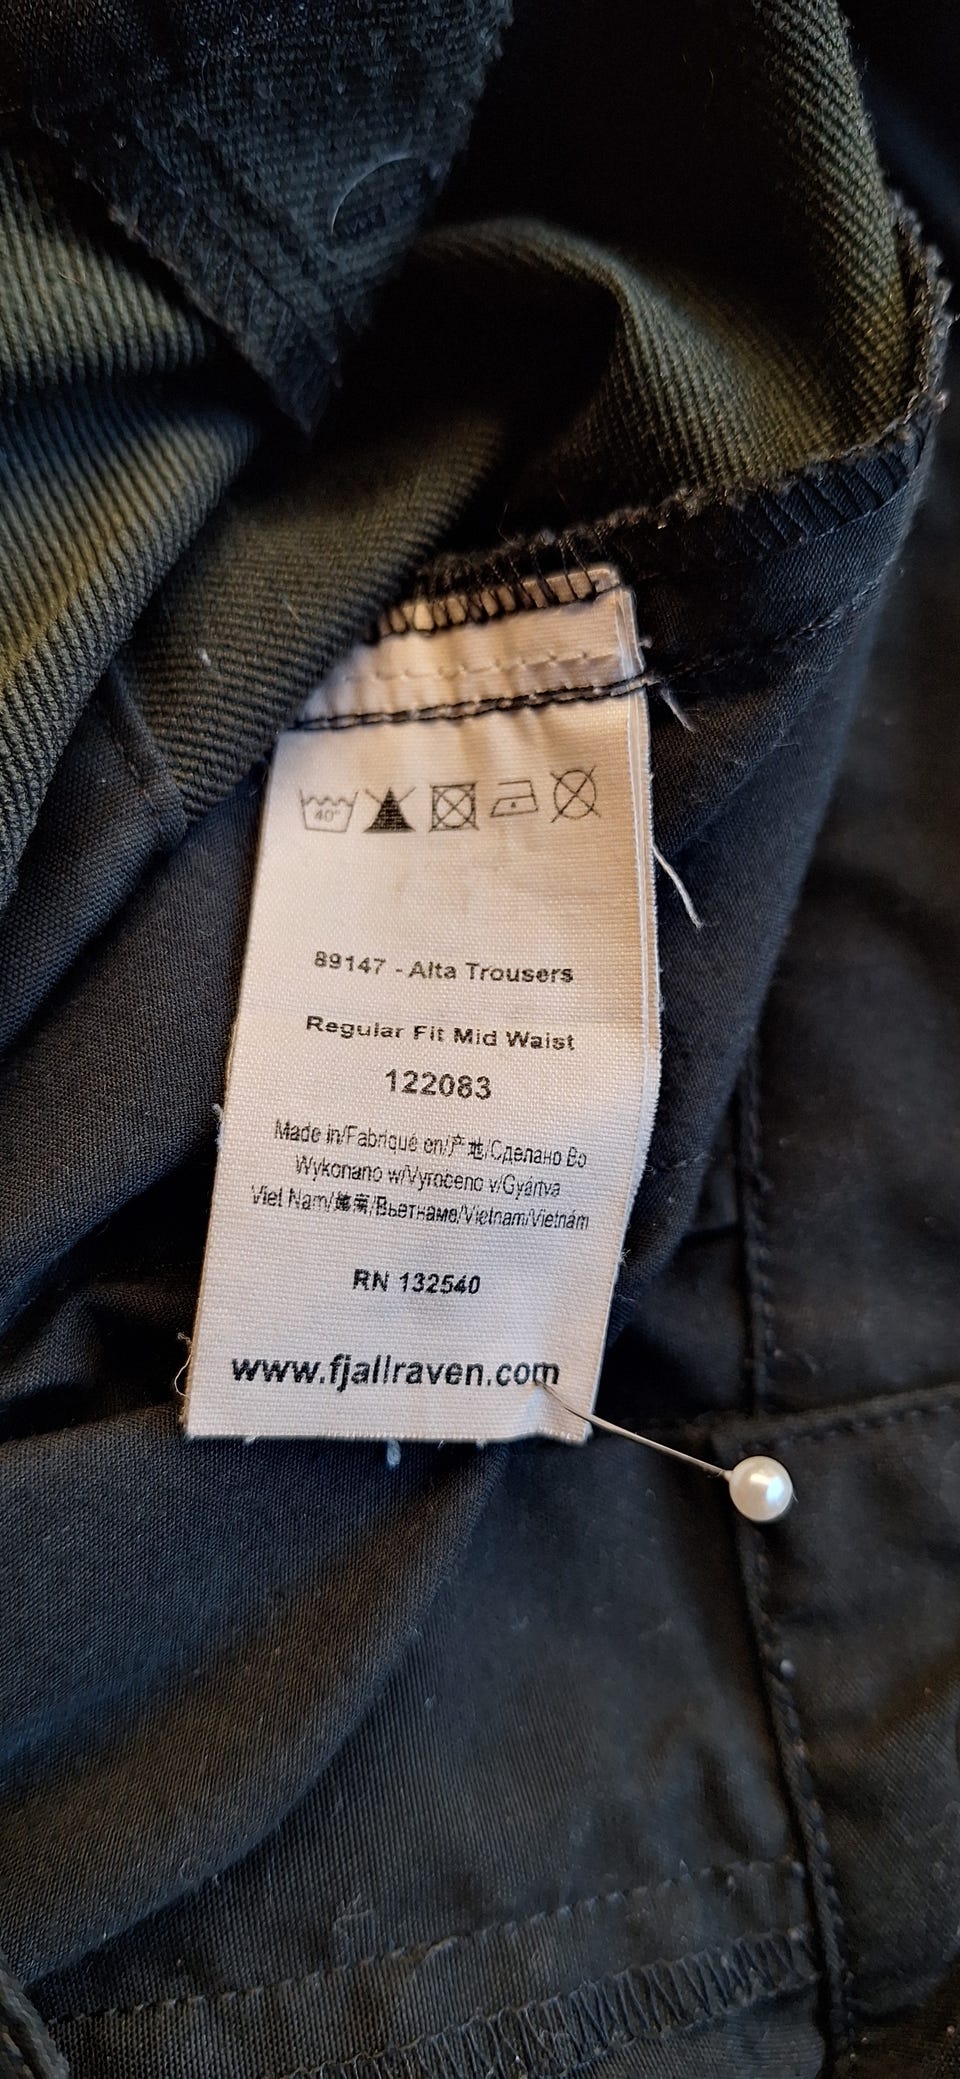 40°
89147 - Alta Trousers
Regular Fit Mid Waist
122083
Made in/Fabriqué en/产地/Сделано Во
Wykonano w/Vyrobeno v/Gyártva
Viet Nam/越南/Вьетнаме/Vietnam/Vietnám
RN 132540
www.fjallraven.com